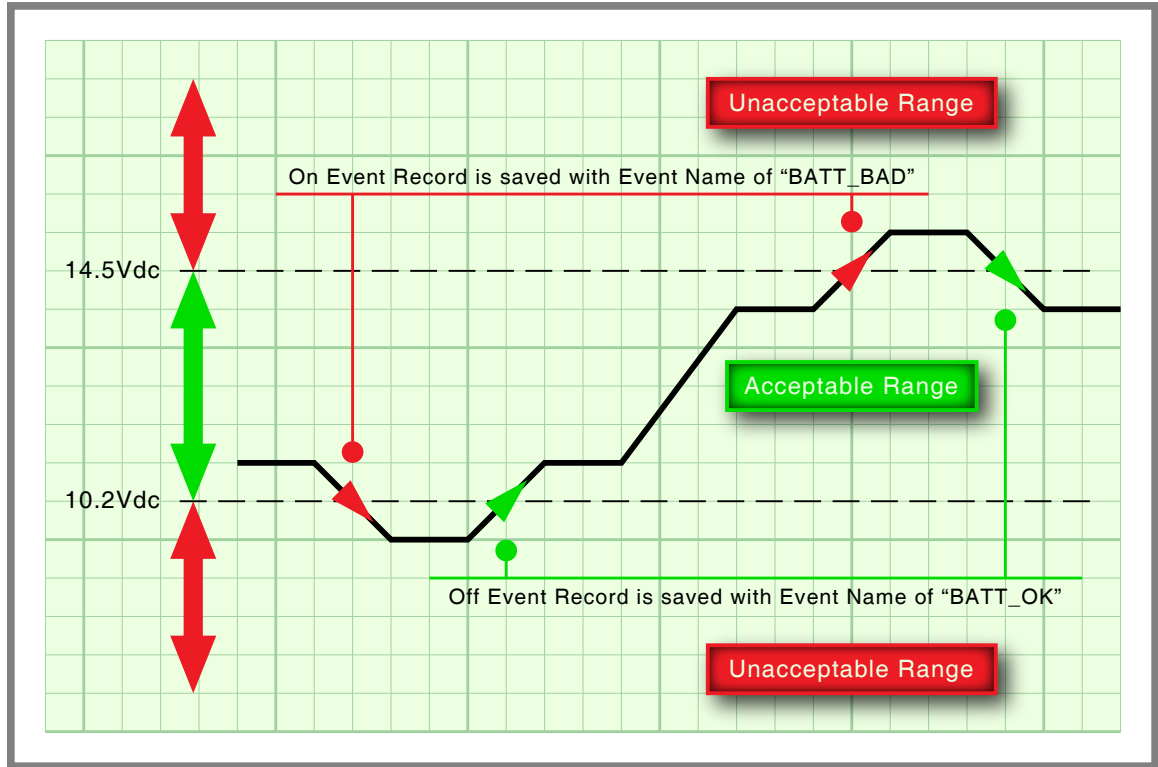 Unacceptable Range
On Event Record is saved with Event Name of “BATT_BAD”
14.5Vdc
Acceptable Range
10.2Vdc
Off Event Record is saved with Event Name of “BATT_OK”
Unacceptable Range